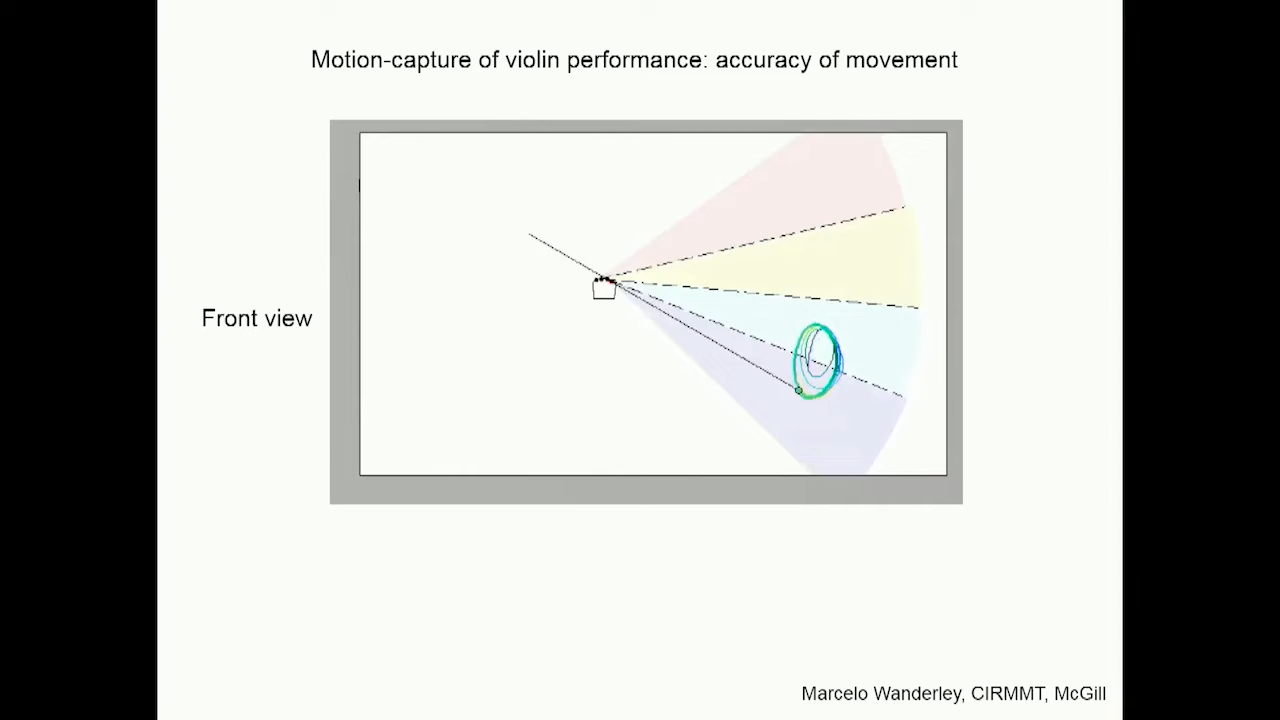 Motion-capture of violin performance: accuracy of movement
Front view
Marcelo Wanderley, CIRMMT, McGill